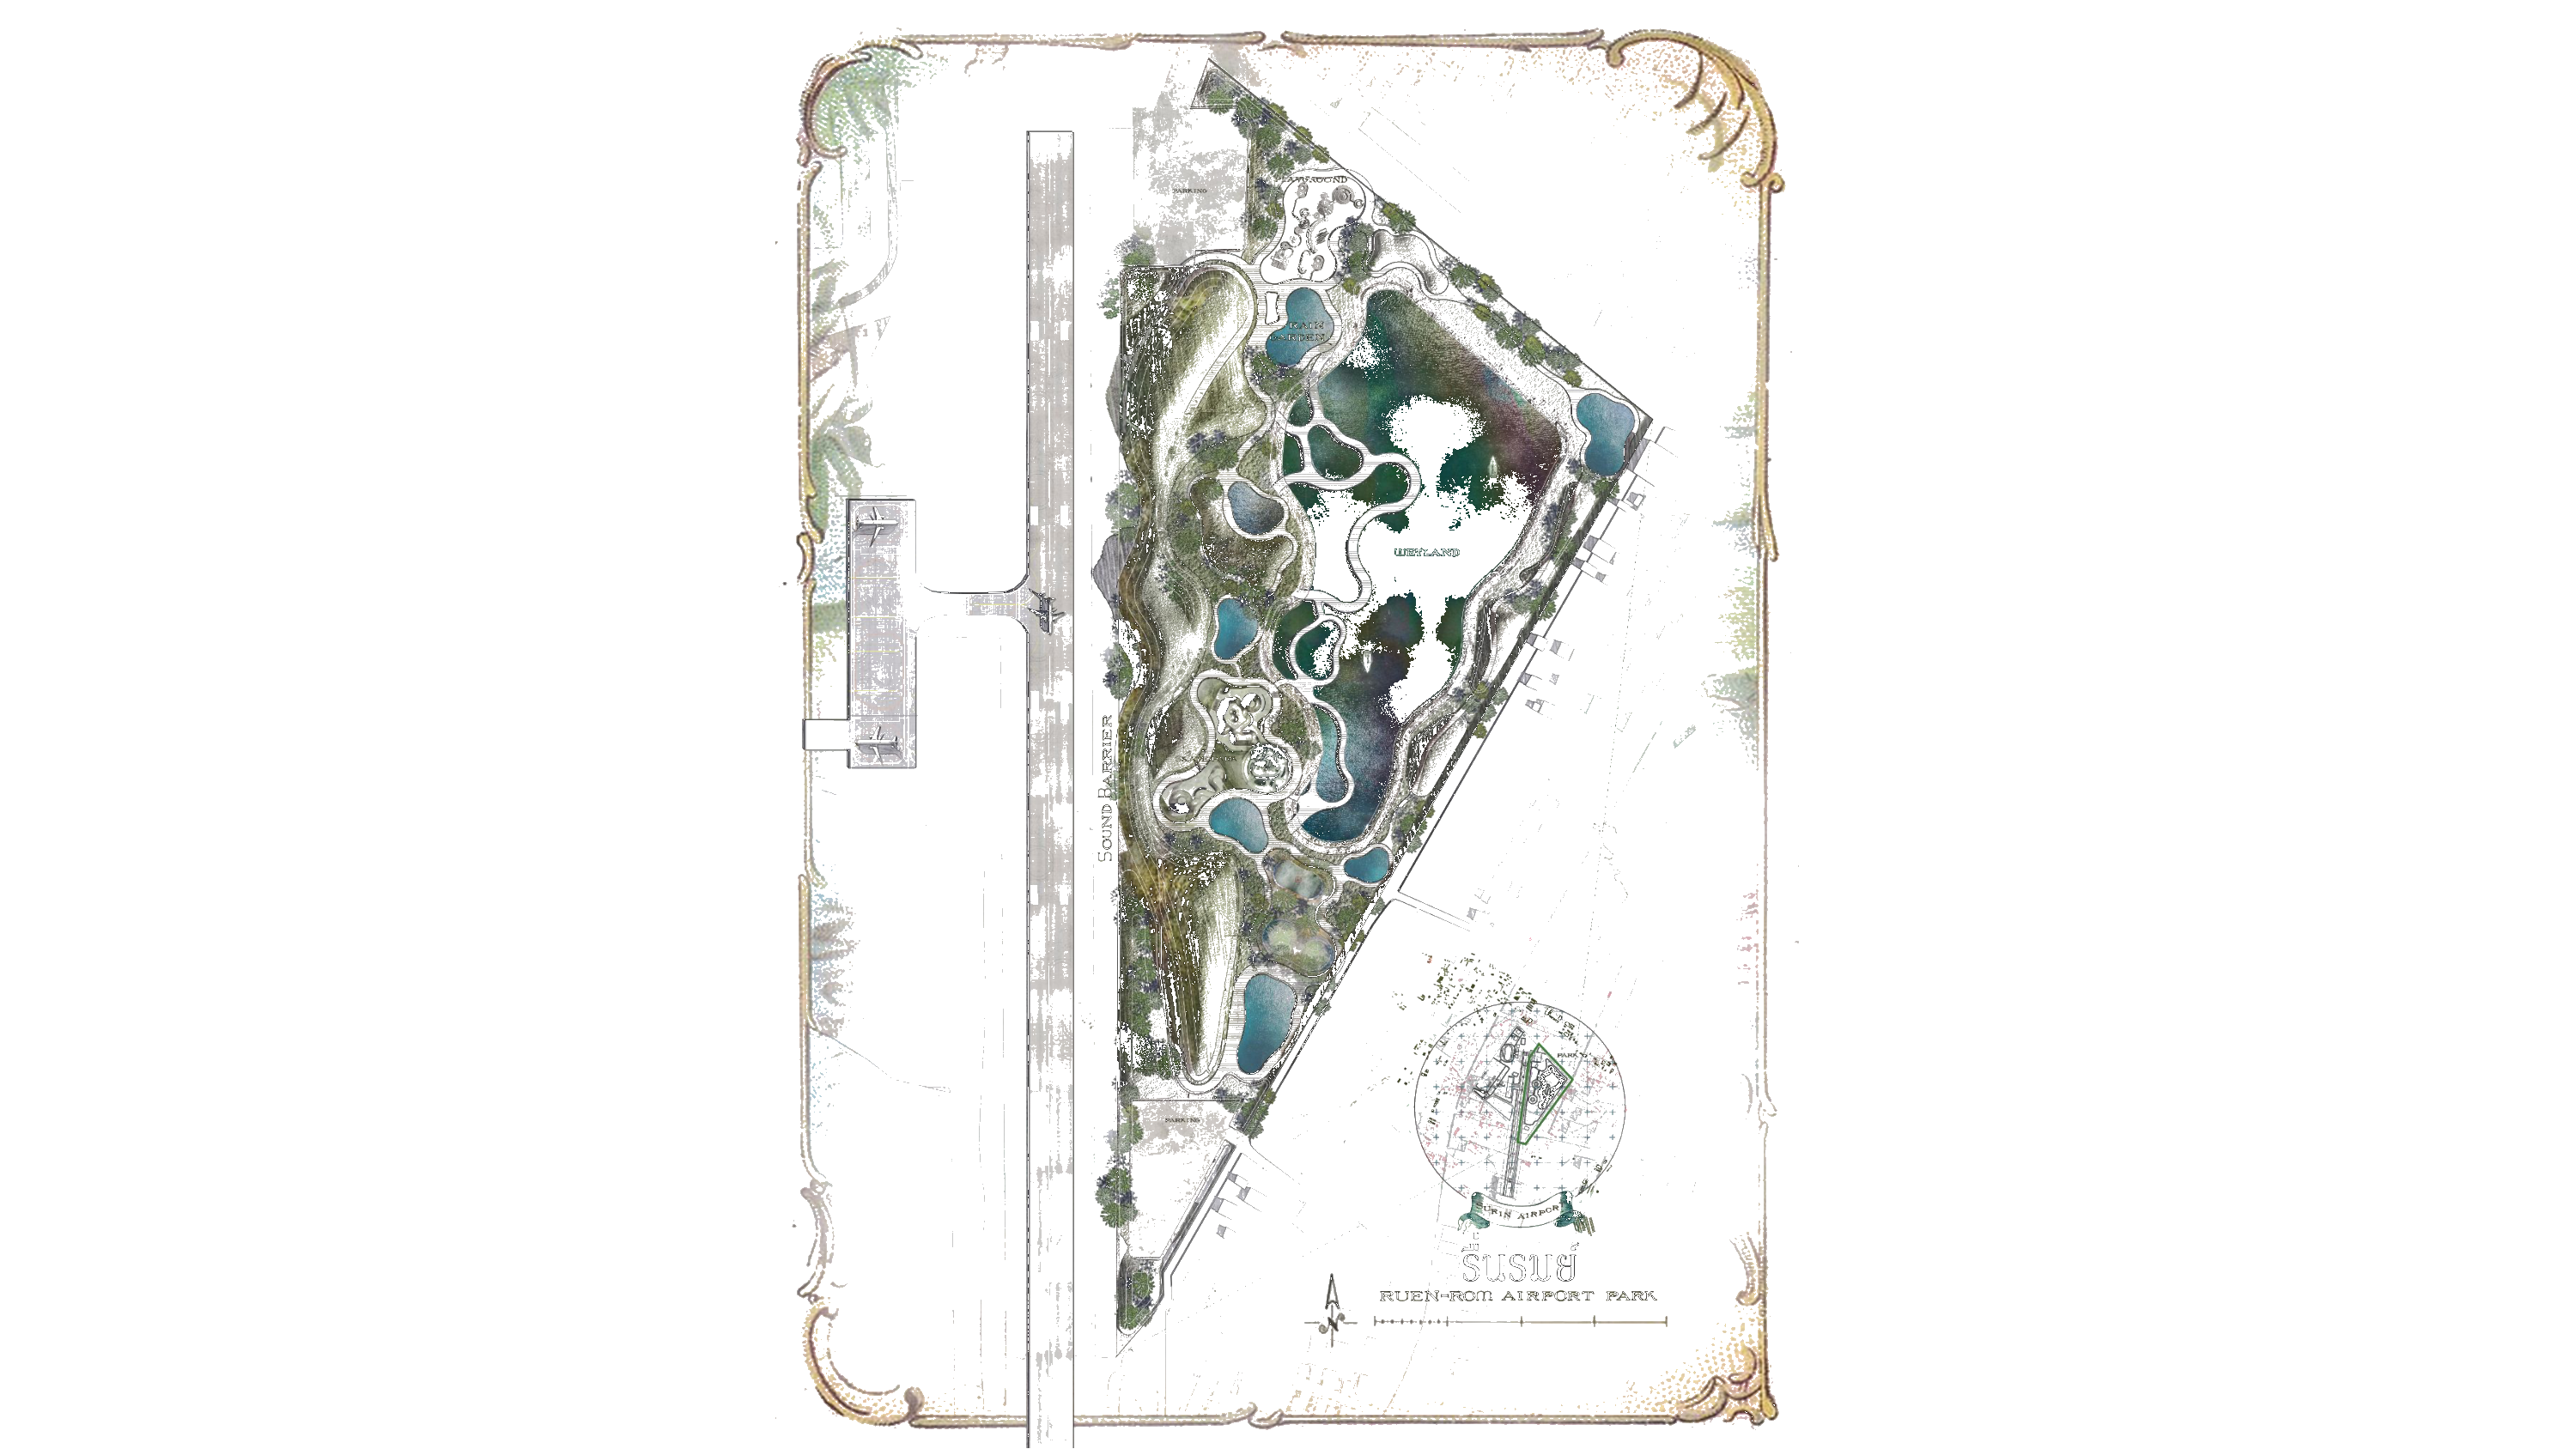 PARKING
PLAYGROUND
RAIN
GARDEN
WETLAND
SOUND BARRIER
PARKING
PARK
SURIN AIRPORT
รื่นรมย์
RUEN-ROM AIRPORT PARK
N